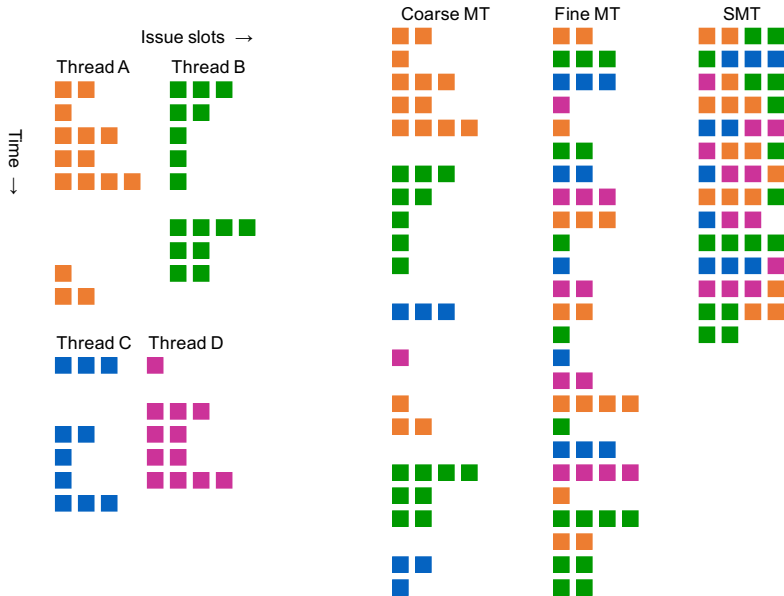 Coarse MT
Fine MT
SMT
Issue slots →
Thread A
Thread B
Time →
Thread C
Thread D